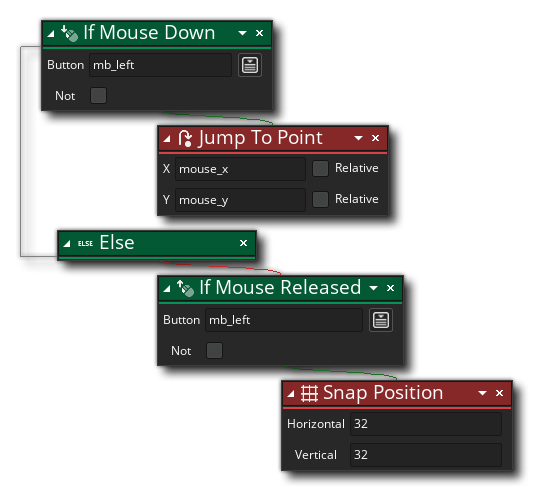 If Mouse Down
Button mb_left
Not
Jump To Point
X mouse_x Relative
Y mouse_y Relative
ELSE Else
If Mouse Released
Button mb_left
Not
Snap Position
Horizontal 32
Vertical 32